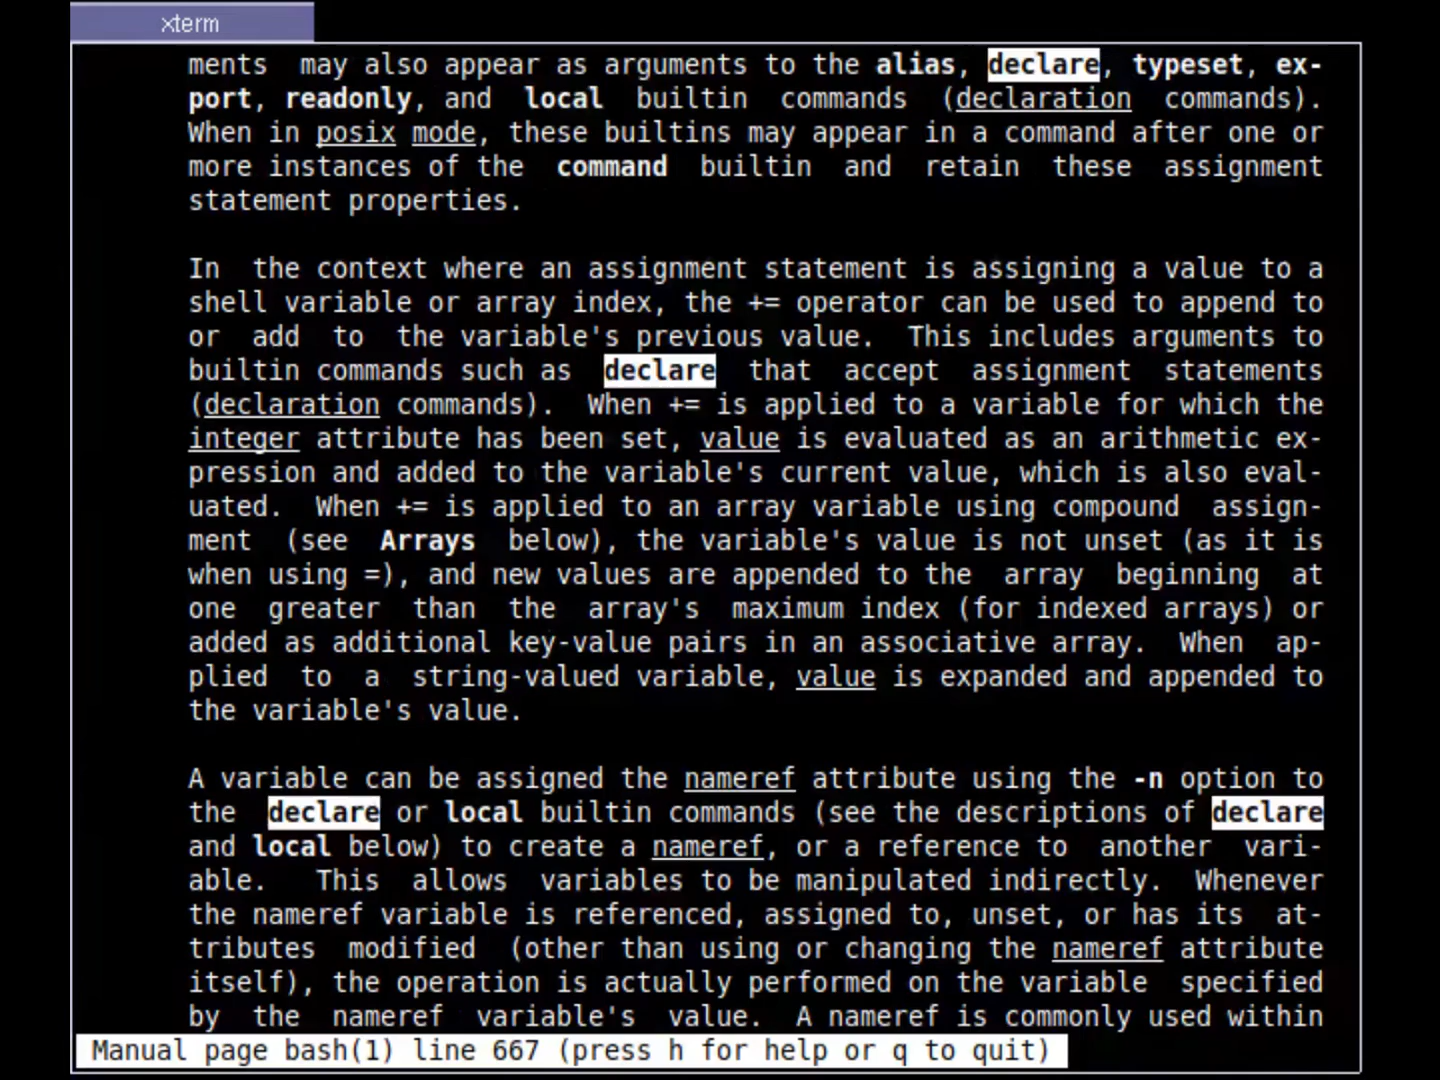 xterm
ments  may also appear as arguments to the alias, declare, typeset, ex-
port, readonly, and  local  builtin  commands  (declaration  commands).
When in posix mode, these builtins may appear in a command after one or
more instances of the  command  builtin  and  retain  these  assignment
statement properties.
In  the context where an assignment statement is assigning a value to a
shell variable or array index, the += operator can be used to append to
or  add  to  the variable's previous value.  This includes arguments to
builtin commands such as  declare  that  accept  assignment  statements
(declaration commands).  When += is applied to a variable for which the
integer attribute has been set, value is evaluated as an arithmetic ex-
pression and added to the variable's current value, which is also eval-
uated.  When += is applied to an array variable using compound  assign-
ment  (see  Arrays  below), the variable's value is not unset (as it is
when using =), and new values are appended to the  array  beginning  at
one  greater  than  the  array's  maximum index (for indexed arrays) or
added as additional key-value pairs in an associative array.  When  ap-
plied  to  a  string-valued variable, value is expanded and appended to
the variable's value.
A variable can be assigned the nameref attribute using the -n option to
the  declare or local builtin commands (see the descriptions of declare
and local below) to create a nameref, or a reference to  another  vari-
able.   This  allows  variables to be manipulated indirectly.  Whenever
the nameref variable is referenced, assigned to, unset, or has its  at-
tributes  modified  (other than using or changing the nameref attribute
itself), the operation is actually performed on the variable  specified
by  the  nameref  variable's  value.  A nameref is commonly used within
Manual page bash(1) line 667 (press h for help or q to quit)